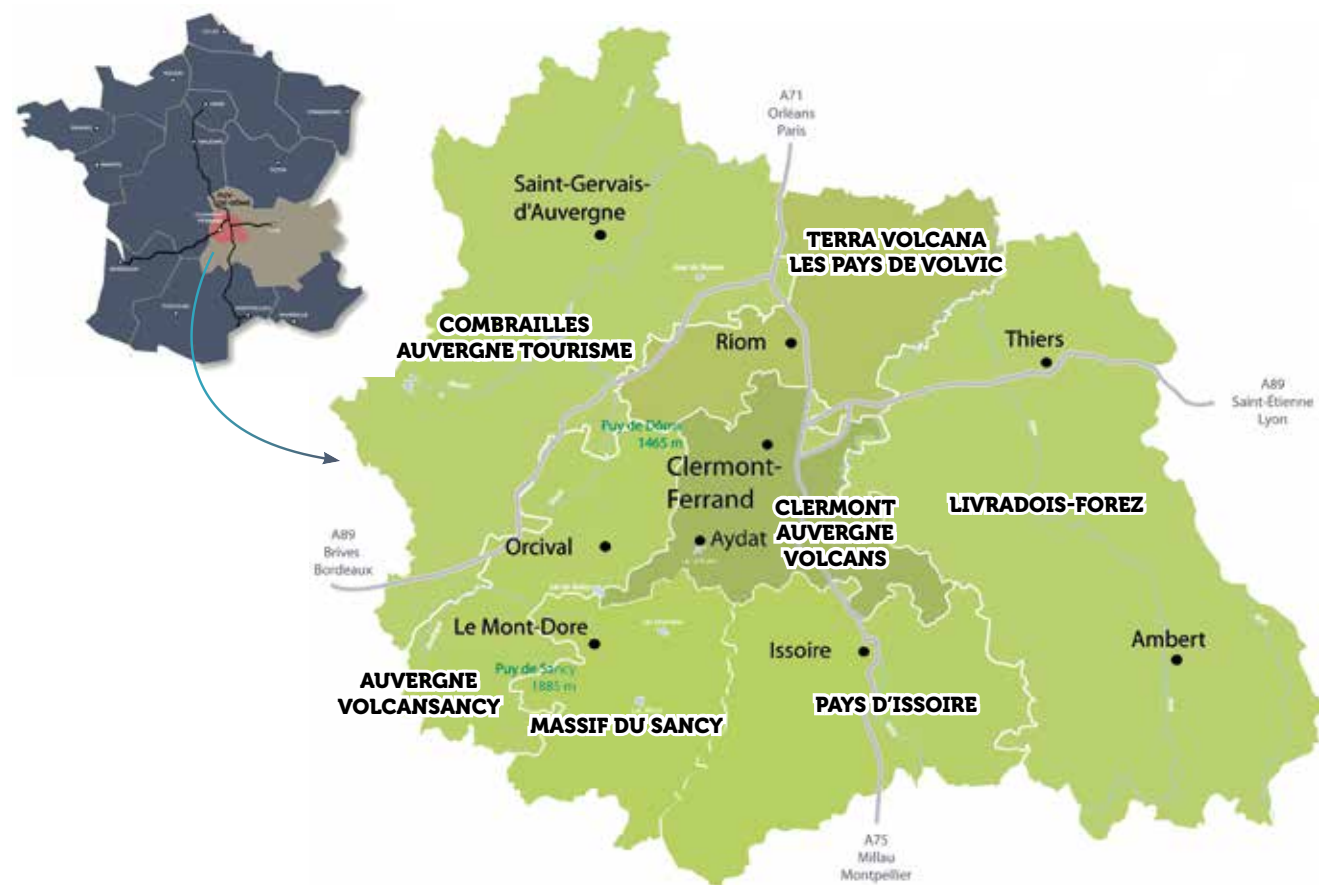 A71
Orléans
Paris
Saint-Gervais-
d'Auvergne
TERRA VOLCANA
LES PAYS DE VOLVIC
COMBRAILLES
AUVERGNE TOURISME
Riom
Thiers
A89
Saint-Étienne
Lyon
Puy de Dôme
1465 m
Clermont-
Ferrand
CLERMONT
AUVERGNE
VOLCANS
LIVRADOIS-FOREZ
A89
Brives
Bordeaux
Orcival
Aydat
Le Mont-Dore
Issoire
Ambert
Puy de Sancy
1885 m
AUVERGNE
VOLCANSANCY
MASSIF DU SANCY
PAYS D'ISSOIRE
A75
Millau
Montpellier